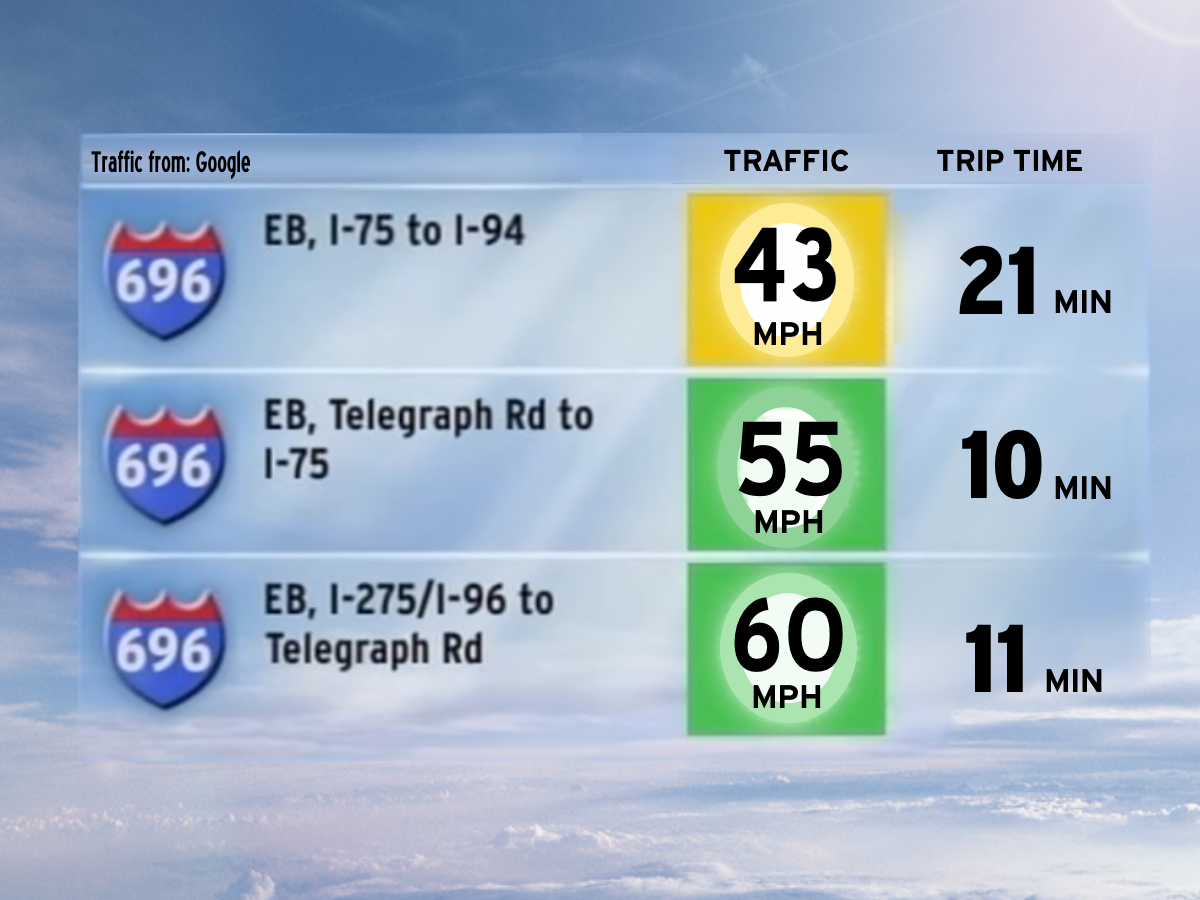 Traffic from: Google TRAFFIC TRIP TIME
696 EB, I-75 to I-94 43 MPH 21 MIN
696 EB, Telegraph Rd to
I-75 55 MPH 10 MIN
696 EB, I-275/I-96 to
Telegraph Rd 60 MPH 11 MIN